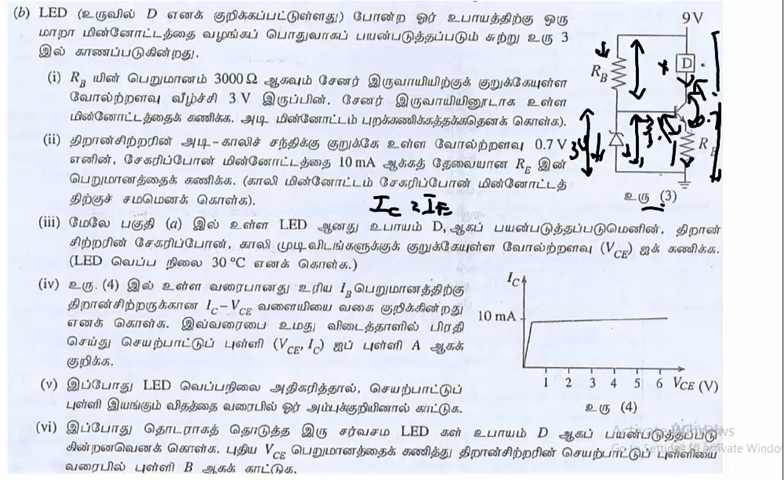 (b) LED (உருவில் D எனக் குறிக்கப்பட்டுள்ளது) போன்ற ஓர் உபாயத்திற்கு ஒரு
மாறா மின்னோட்டத்தை வழங்கப் பொதுவாகப் பயன்படுத்தப்படும் சுற்று உரு 3
இல் காணப்படுகின்றது.
(i) R_B யின் பெறுமானம் 3000 Ω ஆகவும் சேனர் இருவாயியிற்குக் குறுக்கேயுள்ள
வோல்ற்றளவு வீழ்ச்சி 3 V இருப்பின், சேனர் இருவாயியினூடாக உள்ள
மின்னோட்டத்தைக் கணிக்க. அடி மின்னோட்டம் புறக்கணிக்கத்தக்கதெனக் கொள்க).
(ii) திறான்சிற்றரின் அடி-காலிச் சந்திக்கு குறுக்கே உள்ள வோல்ற்றளவு 0.7 V
எனின், சேகரிப்போன் மின்னோட்டத்தை 10 mA ஆக்கத் தேவையான R_E இன்
பெறுமானத்தைக் கணிக்க. (காலி மின்னோட்டம் சேகரிப்போன் மின்னோட்டத்
திற்குச் சமமெனக் கொள்க).
(iii) மேலே பகுதி (a) இல் உள்ள LED ஆனது உபாயம் D, ஆகப் பயன்படுத்தப்படுமெனின், திறான்
சிற்றரின் சேகரிப்போன், காலி முடிவிடங்களுக்குக் குறுக்கேயுள்ள வோல்ற்றளவு (V_CE) ஐக் கணிக்க.
(LED வெப்ப நிலை 30 °C எனக் கொள்க.)
(iv) உரு. (4) இல் உள்ள வரைபானது உரிய I_B பெறுமானத்திற்கு
திறான்சிற்றருக்கான I_C – V_CE வளையியை வகை குறிக்கின்றது
எனக் கொள்க. இவ்வரைபை உமது விடைத்தாளில் பிரதி
செய்து செயற்பாட்டுப் புள்ளி (V_CE, I_C) ஐப் புள்ளி A ஆகக்
குறிக்க.
(v) இப்போது LED வெப்பநிலை அதிகரித்தால், செயற்பாட்டுப்
புள்ளி இயங்கும் விதத்தை வரைபில் ஓர் அம்புக்குறியினால் காட்டுக.
(vi) இப்போது தொடராகத் தொடுத்த இரு சர்வசம LED கள் உபாயம் D ஆகப் பயன்படுத்தப்படு
கின்றனவெனக் கொள்க. புதிய V_CE பெறுமானத்தைக் கணித்து திறான்சிற்றரின் செயற்பாட்டுப் புள்ளியை
வரைபில் புள்ளி B ஆகக் காட்டுக.
9 V
R_B
D
3V
உரு (3)
I_C
10 mA
1 2 3 4 5 6 V_CE (V)
உரு (4)